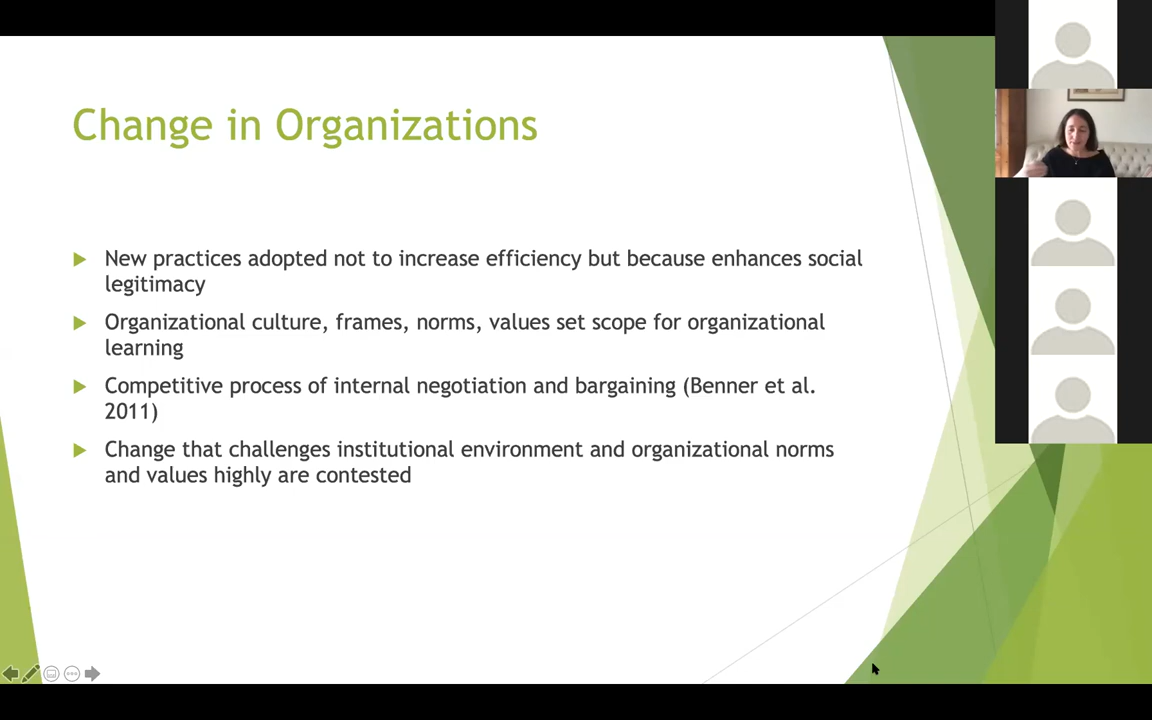 Change in Organizations
New practices adopted not to increase efficiency but because enhances social
legitimacy
Organizational culture, frames, norms, values set scope for organizational
learning
Competitive process of internal negotiation and bargaining (Benner et al.
2011)
Change that challenges institutional environment and organizational norms
and values highly are contested